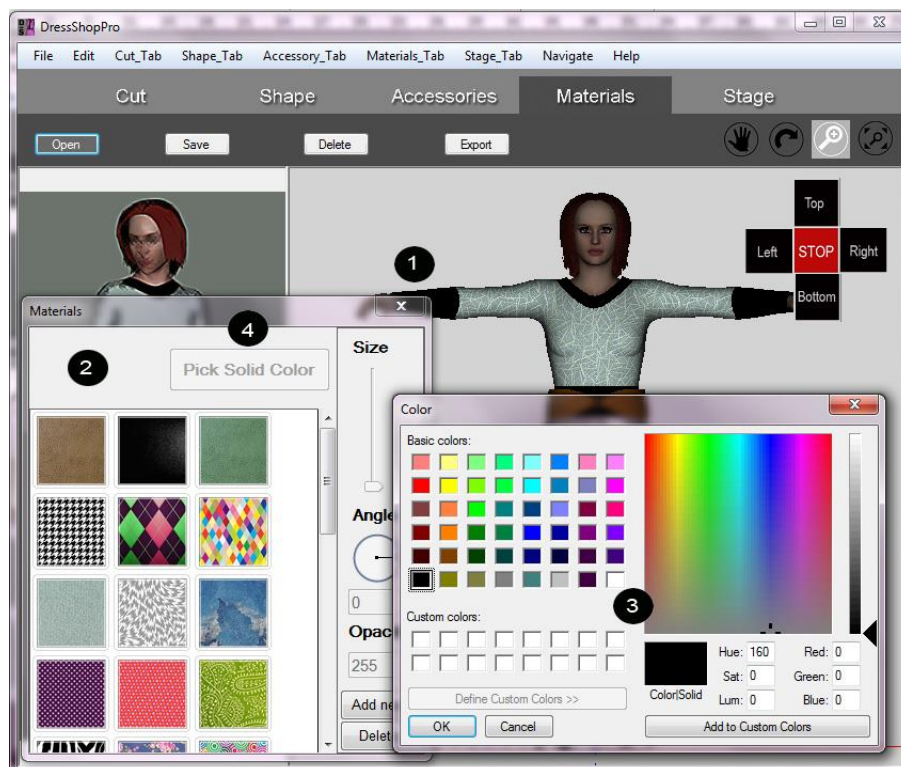 DressShopPro
File Edit Cut_Tab Shape_Tab Accessory_Tab Materials_Tab Stage_Tab Navigate Help
Cut Shape Accessories Materials Stage
Open Save Delete Export
Top
Left STOP Right
Bottom
1
Materials
4
2
Pick Solid Color
Size
Angle
0
Opac
255
Add ne
Delet
Color
Basic colors:
3
Custom colors:
Define Custom Colors >>
OK Cancel
Color|Solid
Hue: 160 Red: 0
Sat: 0 Green: 0
Lum: 0 Blue: 0
Add to Custom Colors